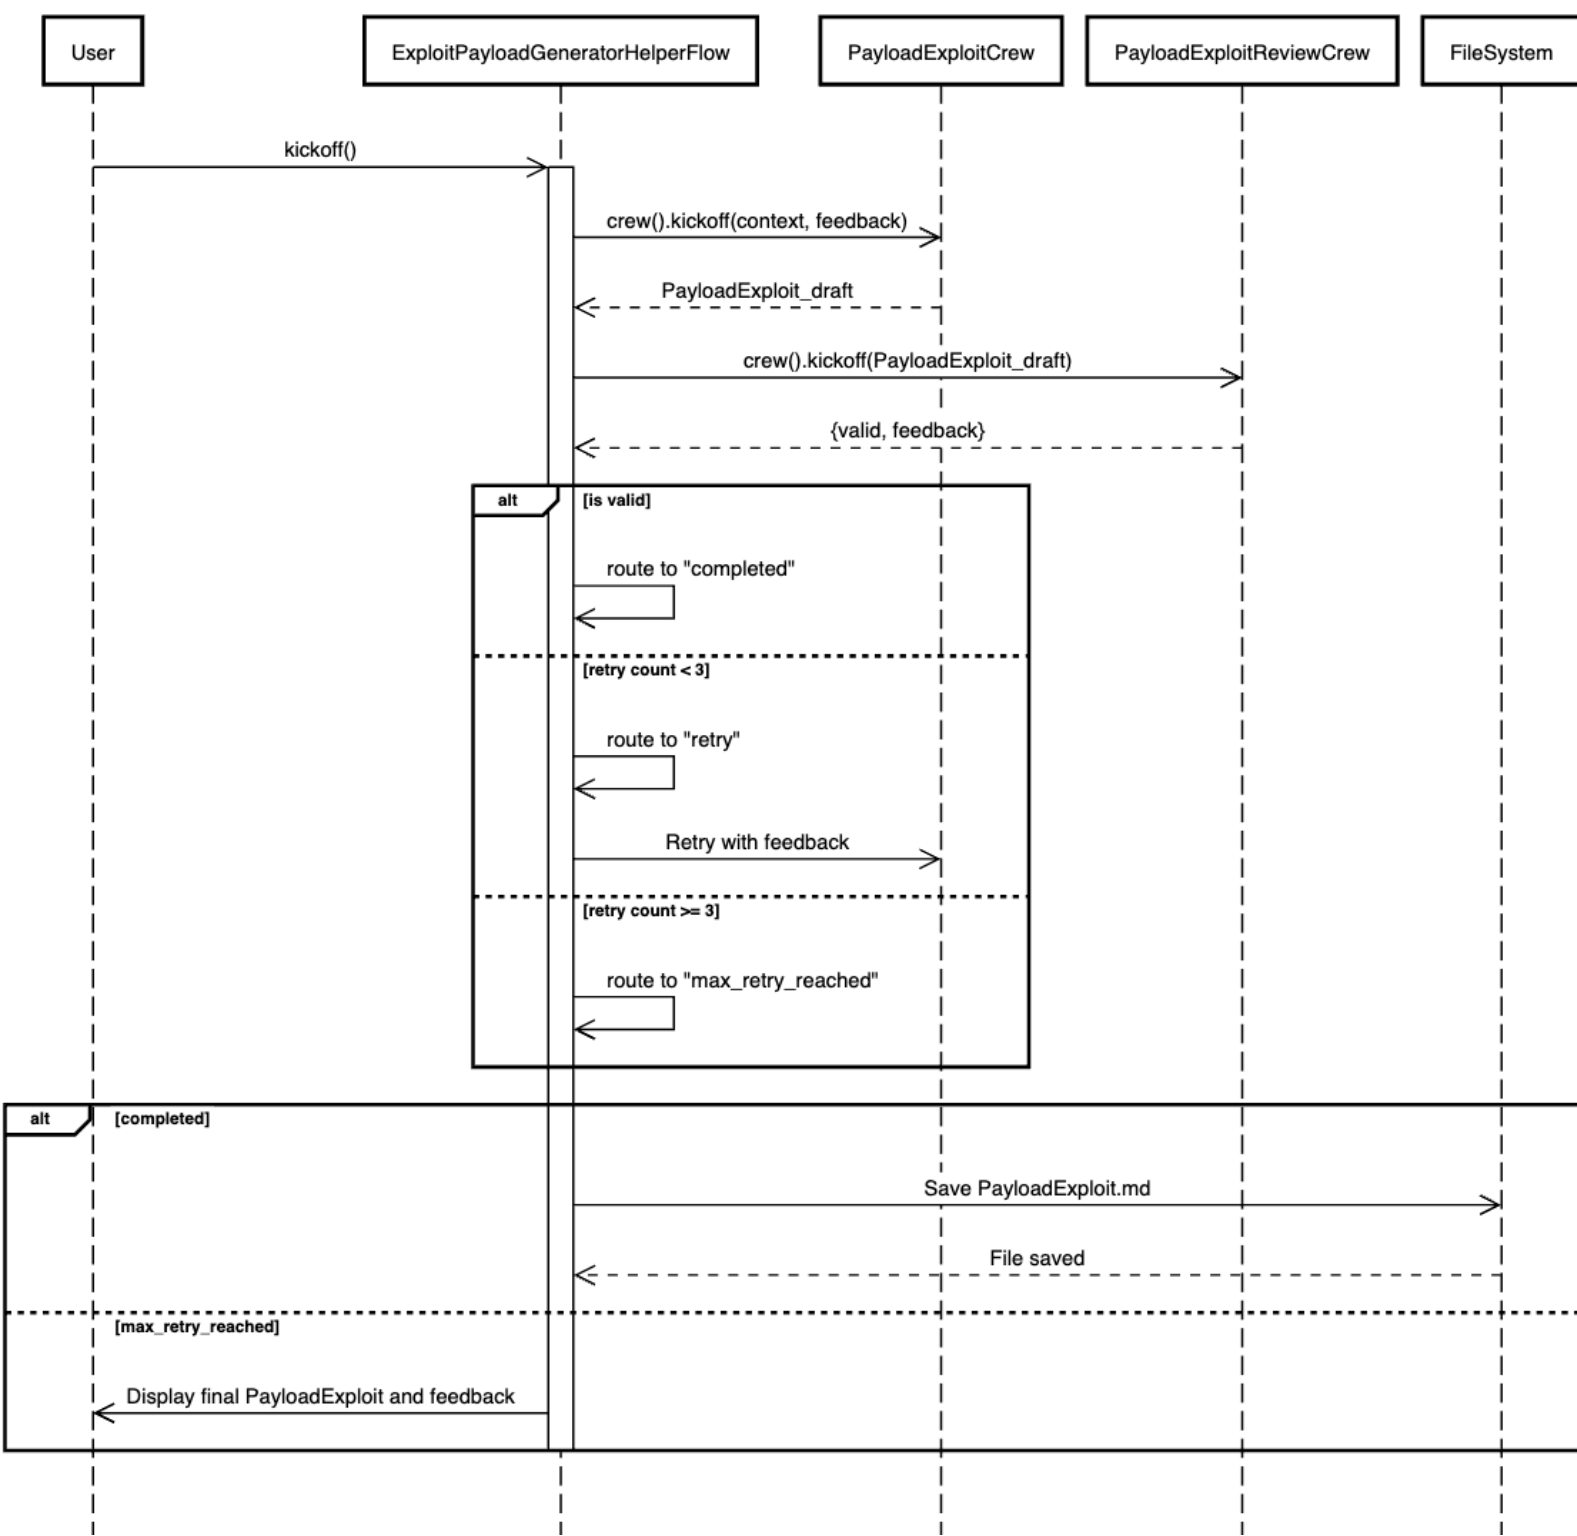 User
ExploitPayloadGeneratorHelperFlow
PayloadExploitCrew
PayloadExploitReviewCrew
FileSystem
kickoff()
crew().kickoff(context, feedback)
PayloadExploit_draft
crew().kickoff(PayloadExploit_draft)
{valid, feedback}
alt
[is valid]
route to "completed"
[retry count < 3]
route to "retry"
Retry with feedback
[retry count >= 3]
route to "max_retry_reached"
alt
[completed]
Save PayloadExploit.md
File saved
[max_retry_reached]
Display final PayloadExploit and feedback